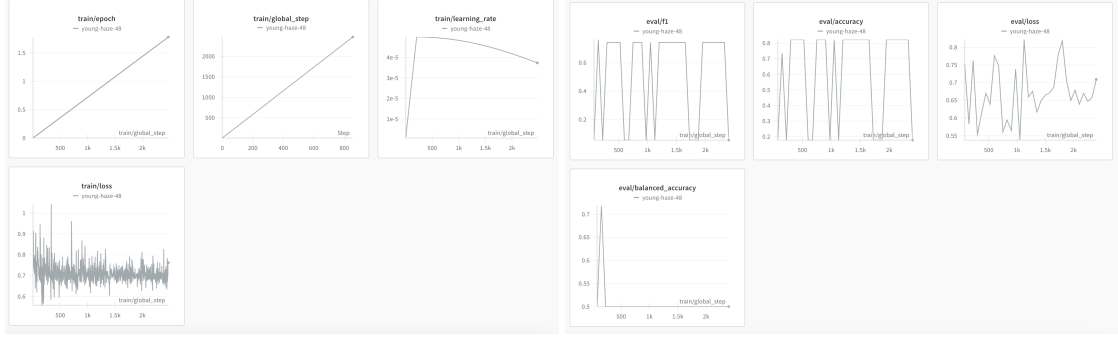 train/epoch
young-haze-48
1.5
1
0.5
0
train/global_step
500 1k 1.5k 2k
train/global_step
young-haze-48
2000
1500
1000
500
0
Step
0 200 400 600 800
train/learning_rate
young-haze-48
4e-5
3e-5
2e-5
1e-5
train/global_step
500 1k 1.5k 2k
eval/f1
young-haze-48
0.6
0.4
0.2
train/global_step
500 1k 1.5k 2k
eval/accuracy
young-haze-48
0.8
0.7
0.6
0.5
0.4
0.3
0.2
train/global_step
500 1k 1.5k 2k
eval/loss
young-haze-48
0.8
0.75
0.7
0.65
0.6
0.55
train/global_step
500 1k 1.5k 2k
train/loss
young-haze-48
1
0.9
0.8
0.7
0.6
train/global_step
500 1k 1.5k 2k
eval/balanced_accuracy
young-haze-48
0.7
0.65
0.6
0.55
0.5
train/global_step
500 1k 1.5k 2k